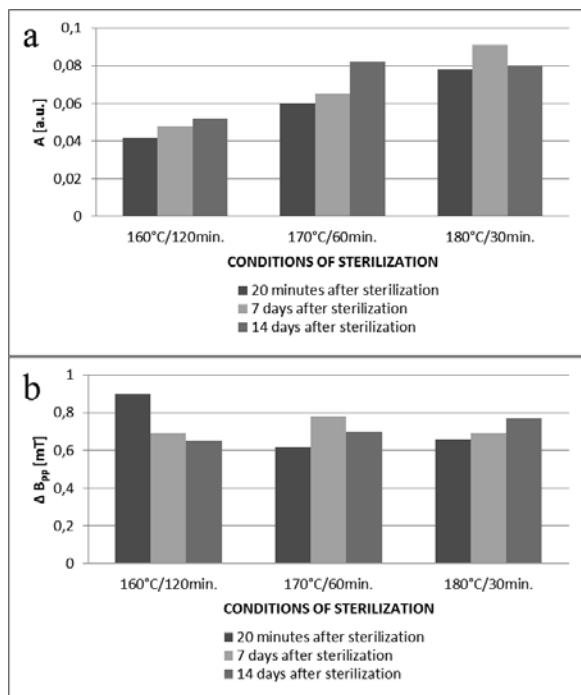 a
0,1
0,08
0,06
0,04
0,02
0
A [a.u.]
160°C/120min. 170°C/60min. 180°C/30min.
CONDITIONS OF STERILIZATION
20 minutes after sterilization
7 days after sterilization
14 days after sterilization
b
1
0,8
0,6
0,4
0,2
0
Δ Bpp [mT]
160°C/120min. 170°C/60min. 180°C/30min.
CONDITIONS OF STERILIZATION
20 minutes after sterilization
7 days after sterilization
14 days after sterilization